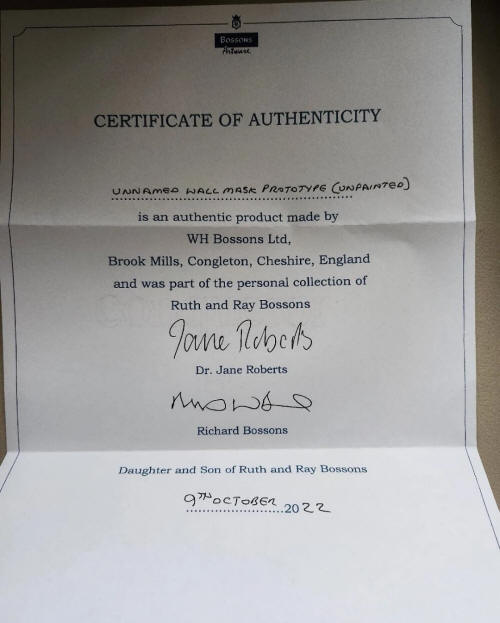 Bossons
Artware
CERTIFICATE OF AUTHENTICITY
UNNAMED WALL MASK PROTOTYPE (UNPAINTED)
is an authentic product made by
WH Bossons Ltd,
Brook Mills, Congleton, Cheshire, England
and was part of the personal collection of
Ruth and Ray Bossons
Jane Roberts
Dr. Jane Roberts
Richard Bossons
Daughter and Son of Ruth and Ray Bossons
9TH OCTOBER 2022